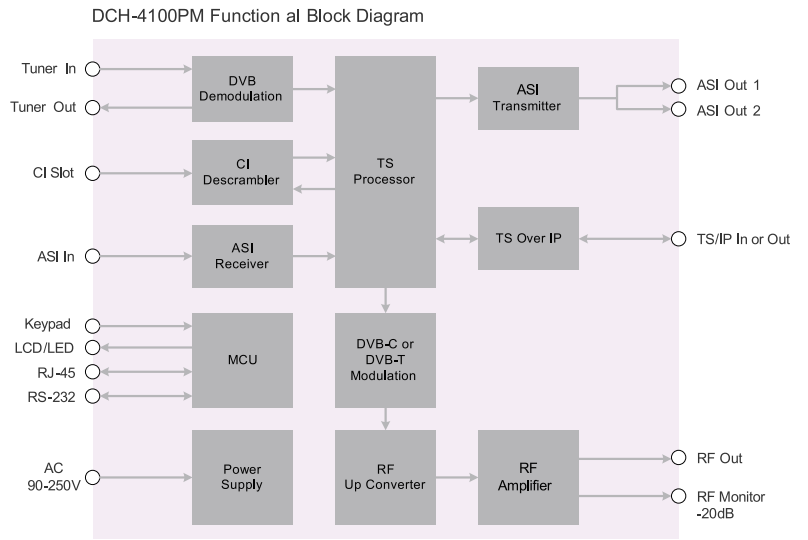 DCH-4100PM Function al Block Diagram
Tuner In
Tuner Out
DVB
Demodulation
CI Slot
CI
Descrambler
ASI In
ASI
Receiver
TS
Processor
ASI
Transmitter
ASI Out 1
ASI Out 2
TS Over IP
TS/IP In or Out
Keypad
LCD/LED
RJ-45
RS-232
MCU
DVB-C or
DVB-T
Modulation
AC
90-250V
Power
Supply
RF
Up Converter
RF
Amplifier
RF Out
RF Monitor
-20dB